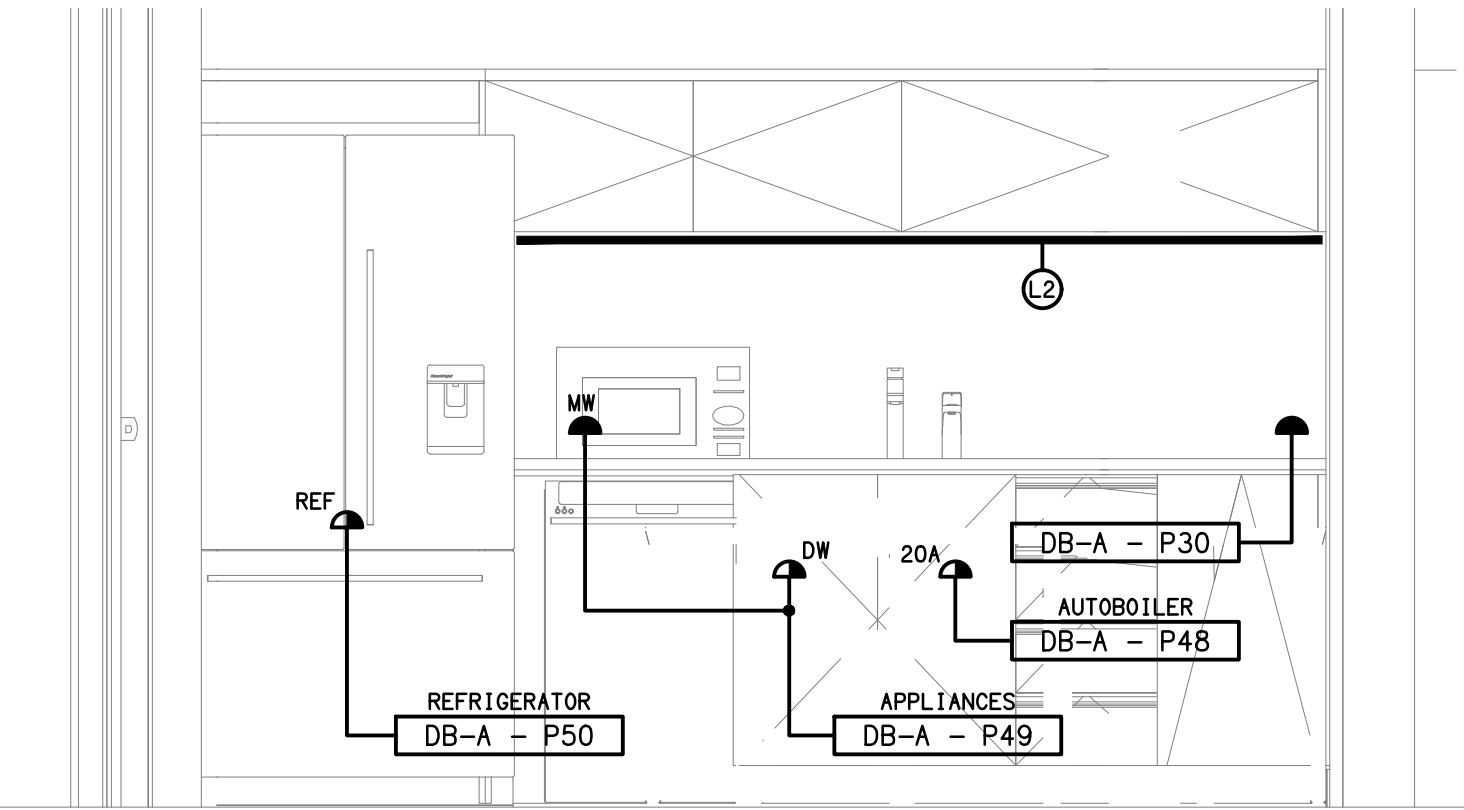 L2
MW
D
REF
DW
20A
DB-A - P30
AUTOBOILER
DB-A - P48
REFRIGERATOR
DB-A - P50
APPLIANCES
DB-A - P49